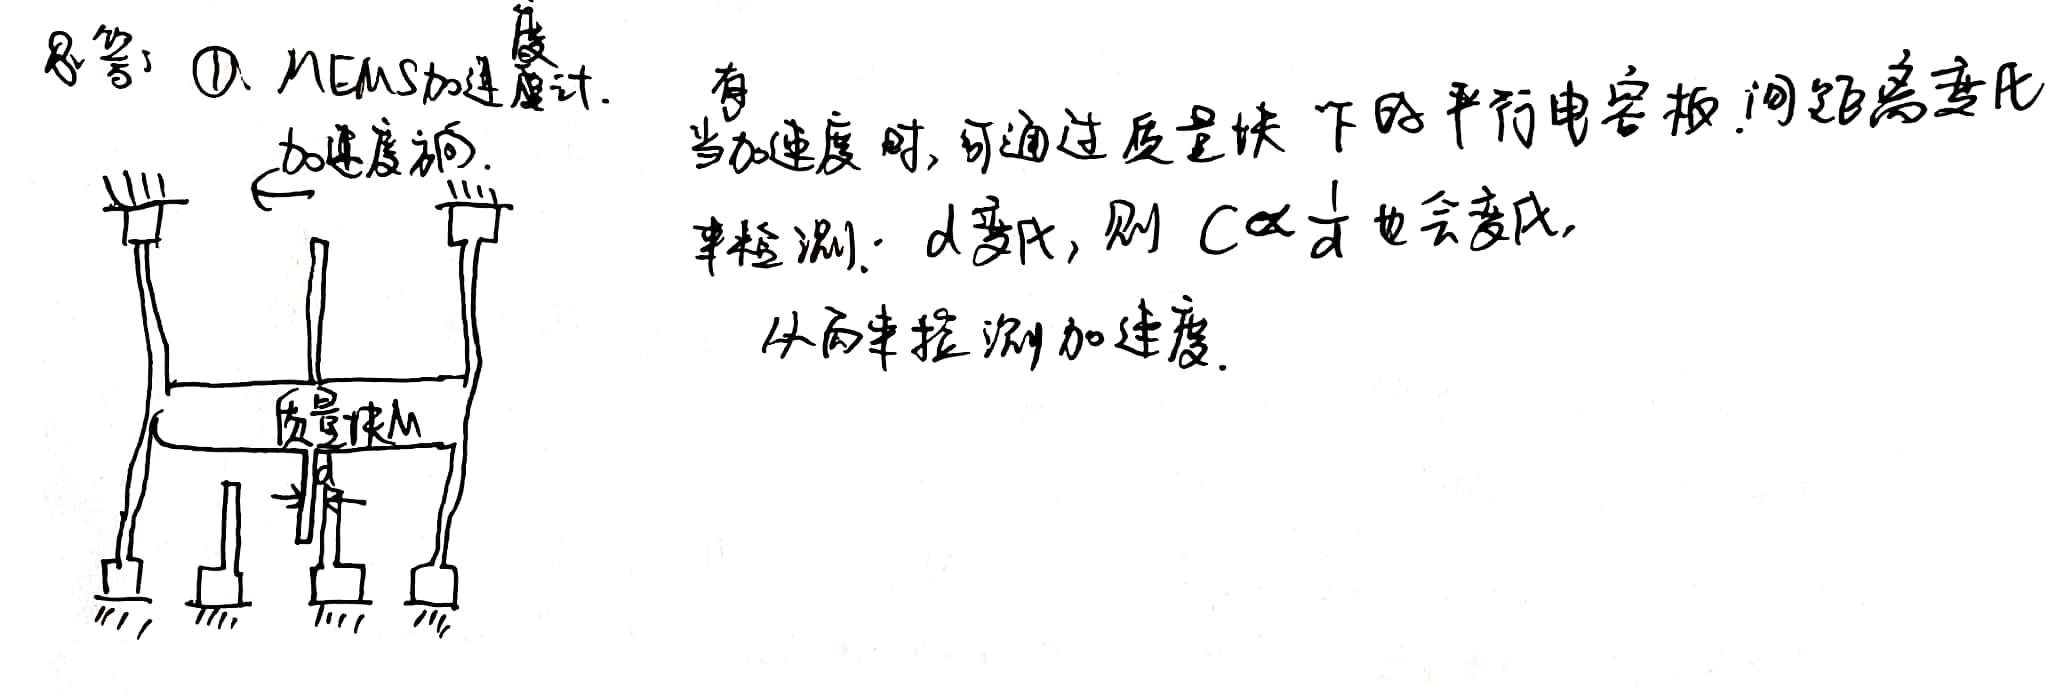 答: ①、MEMS加速度计.
加速度方向.
质量块M
d
当有加速度时,可通过质量块下的平行电容板间距离变化
来检测. d变化, 则 C∝1/d 也会变化,
从而来检测加速度.